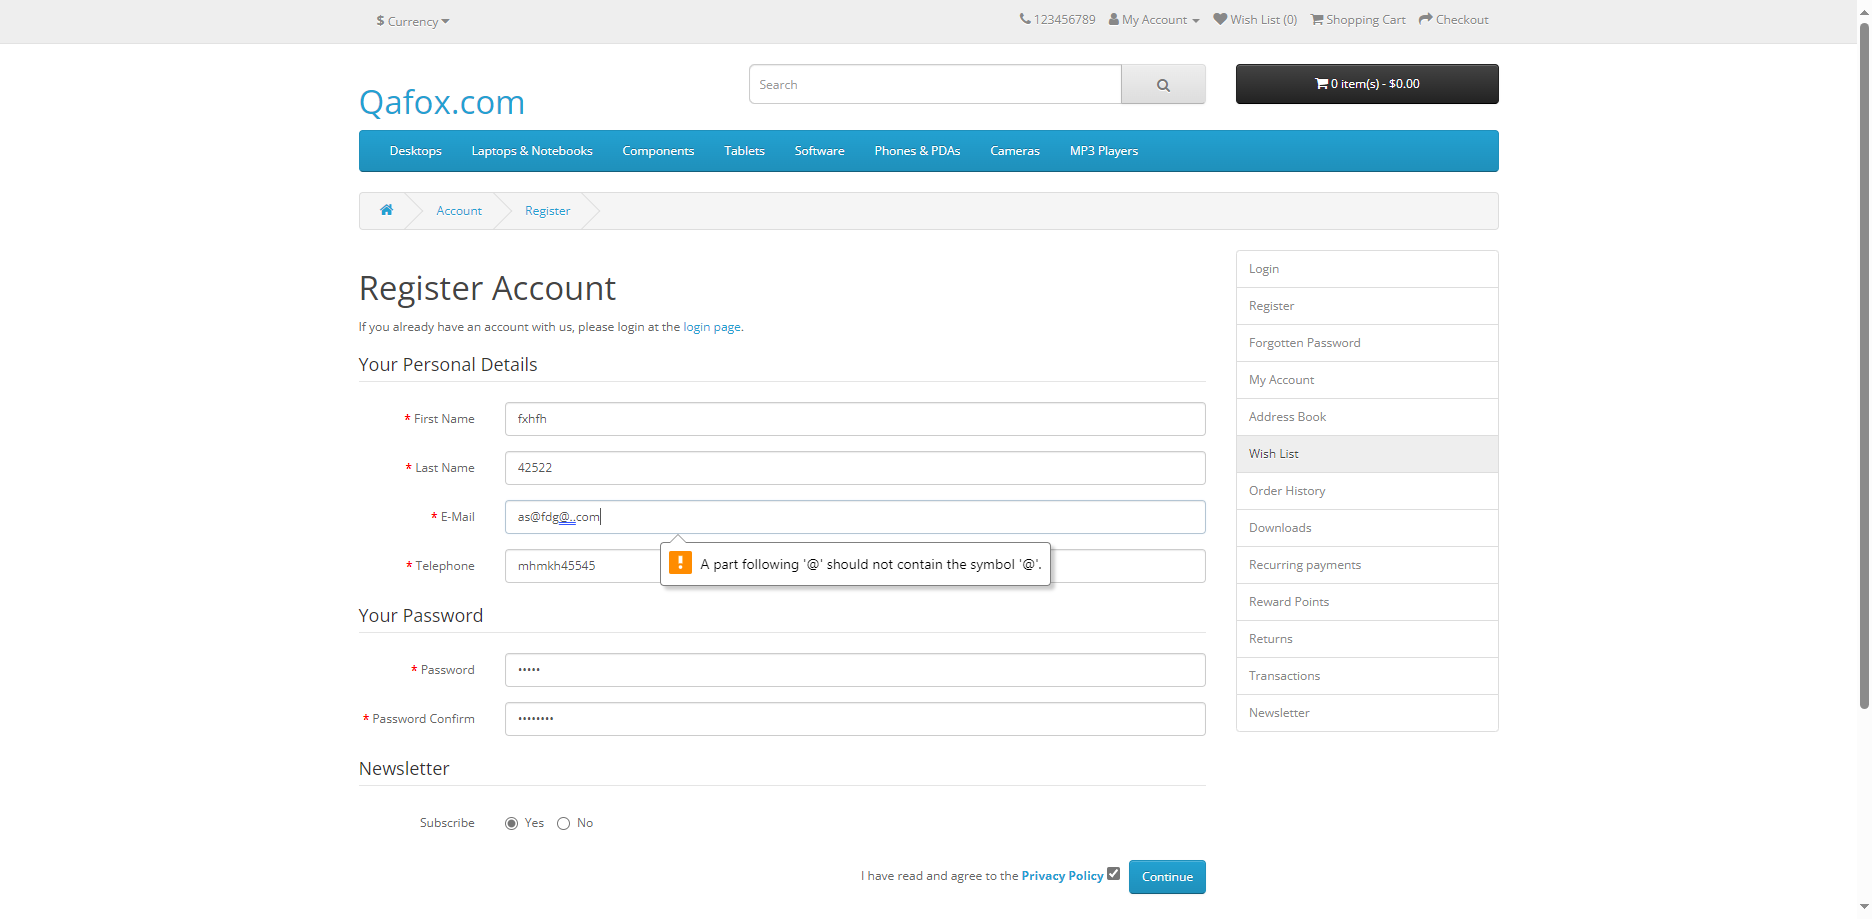 $ Currency
123456789 My Account Wish List (0) Shopping Cart Checkout
Qafox.com
Search
0 item(s) - $0.00
Desktops Laptops & Notebooks Components Tablets Software Phones & PDAs Cameras MP3 Players
Account Register
Register Account
If you already have an account with us, please login at the login page.
Your Personal Details
* First Name fxhfh
* Last Name 42522
* E-Mail as@fdg@..com
A part following '@' should not contain the symbol '@'.
* Telephone mhmkh45545
Your Password
* Password •••••
* Password Confirm ••••••••
Newsletter
Subscribe Yes No
I have read and agree to the Privacy Policy Continue
Login
Register
Forgotten Password
My Account
Address Book
Wish List
Order History
Downloads
Recurring payments
Reward Points
Returns
Transactions
Newsletter